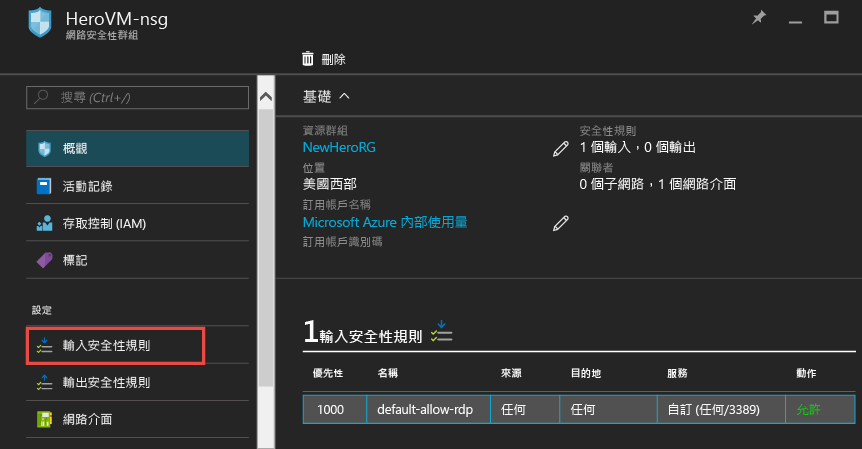 HeroVM-nsg
網路安全性群組
刪除
搜尋 (Ctrl+/)
概觀
活動記錄
存取控制 (IAM)
標記
設定
輸入安全性規則
輸出安全性規則
網路介面
基礎
資源群組
NewHeroRG
位置
美國西部
訂用帳戶名稱
Microsoft Azure 內部使用量
訂用帳戶識別碼
安全性規則
1 個輸入，0 個輸出
關聯者
0 個子網路，1 個網路介面
1輸入安全性規則
優先性 名稱 來源 目的地 服務 動作
1000 default-allow-rdp 任何 任何 自訂 (任何/3389) 允許